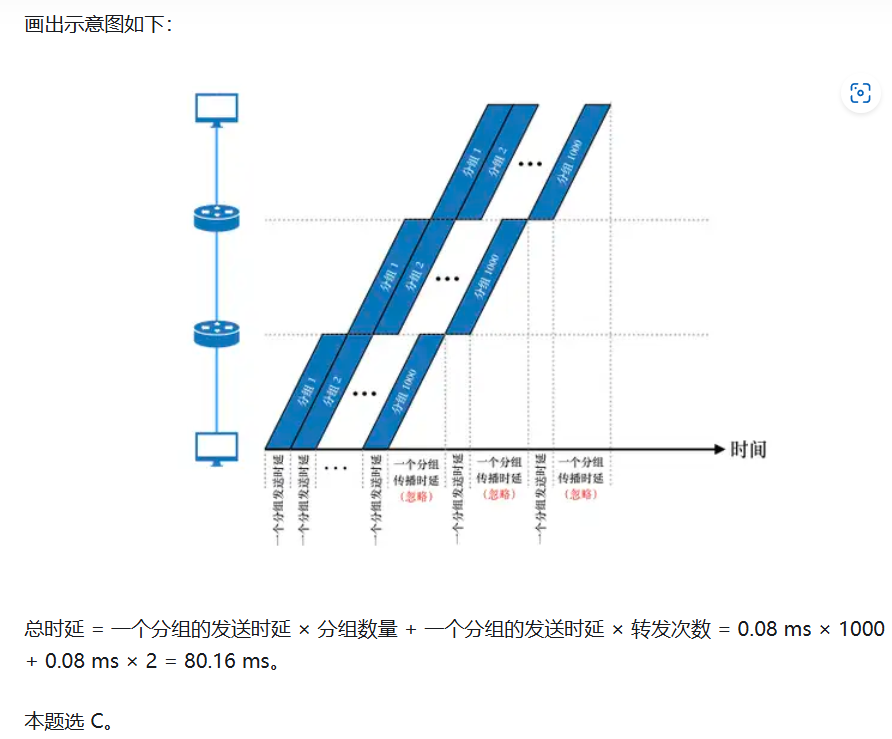 画出示意图如下：
分组 1
分组 2
···
分组 1000
分组 1
分组 2
···
分组 1000
分组 1
分组 2
···
分组 1000
时间
一个分组发送时延
一个分组发送时延
···
一个分组发送时延
一个分组
传播时延
（忽略）
一个分组发送时延
一个分组
传播时延
（忽略）
一个分组发送时延
一个分组
传播时延
（忽略）
总时延 = 一个分组的发送时延 × 分组数量 + 一个分组的发送时延 × 转发次数 = 0.08 ms × 1000
+ 0.08 ms × 2 = 80.16 ms。
本题选 C。